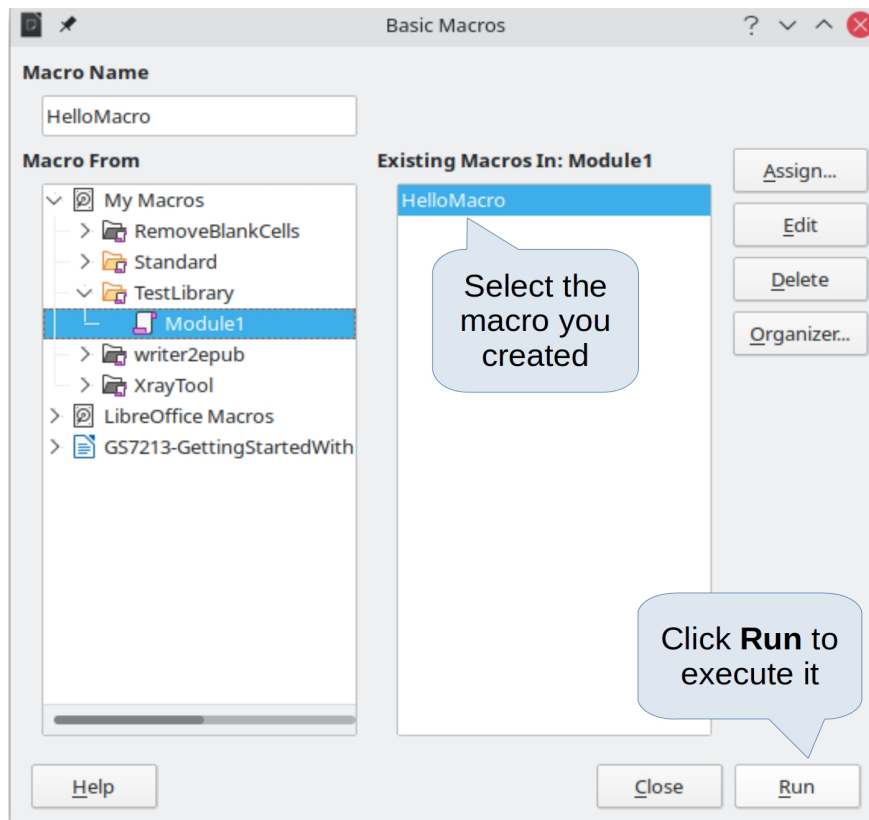 Basic Macros
?
Macro Name
HelloMacro
Macro From
My Macros
RemoveBlankCells
Standard
TestLibrary
Module1
writer2epub
XrayTool
LibreOffice Macros
GS7213-GettingStartedWith
Existing Macros In: Module1
HelloMacro
Select the
macro you
created
Assign...
Edit
Delete
Organizer...
Click Run to
execute it
Help
Close
Run